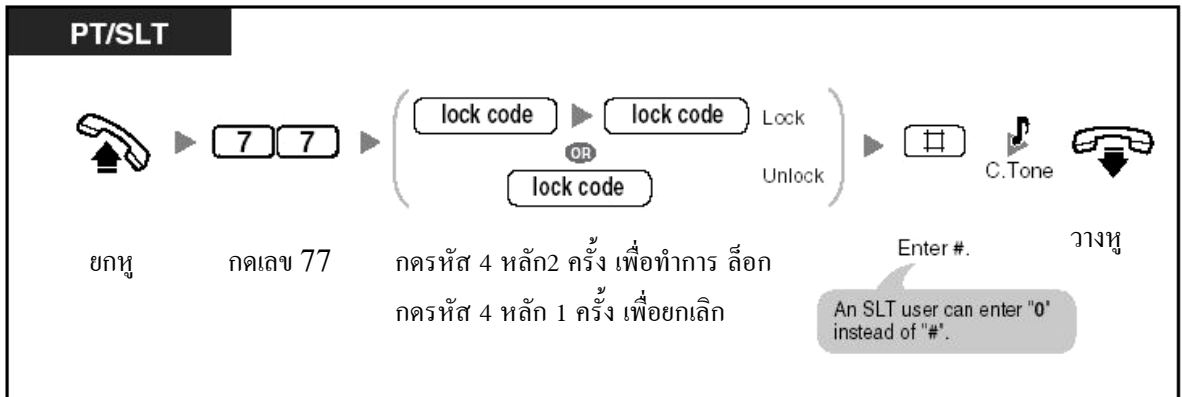 PT/SLT
7 7
lock code lock code Lock
OR
lock code Unlock
#
C.Tone
ยกหู
กดเลข 77
กดรหัส 4 หลัก2 ครั้ง เพื่อทำการ ล็อก
กดรหัส 4 หลัก 1 ครั้ง เพื่อยกเลิก
Enter #.
วางหู
An SLT user can enter "0"
instead of "#".